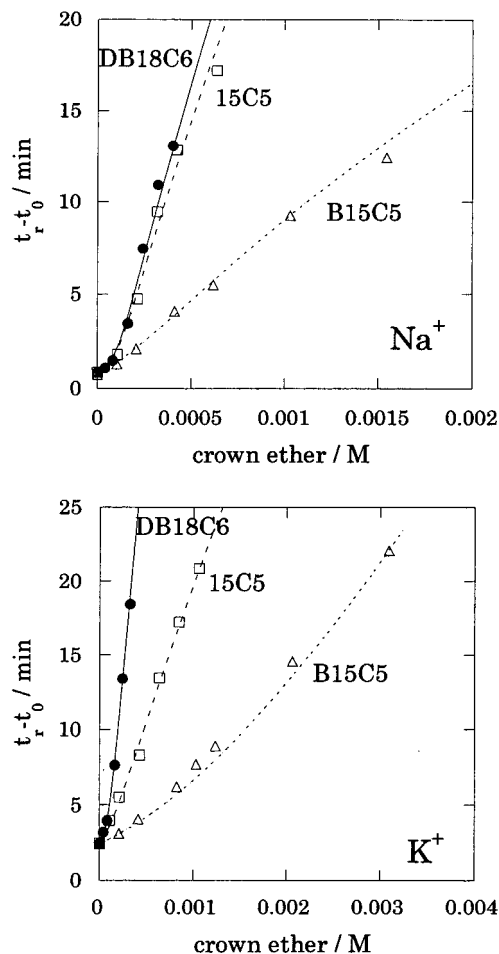 20
DB18C6
15C5
15
10
B15C5
5
Na⁺
0
t_r-t_0 / min
0 0.0005 0.001 0.0015 0.002
crown ether / M
25
DB18C6
20
15C5
15
B15C5
10
5
K⁺
0
t_r-t_0 / min
0 0.001 0.002 0.003 0.004
crown ether / M